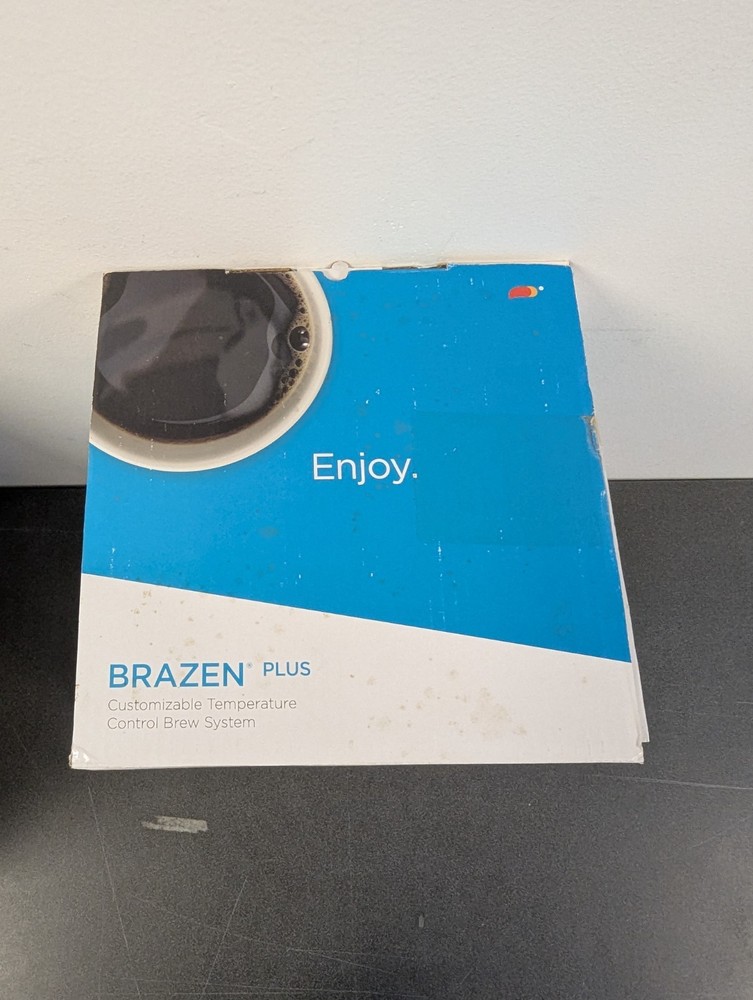 Enjoy.
BRAZEN® PLUS
Customizable Temperature
Control Brew System